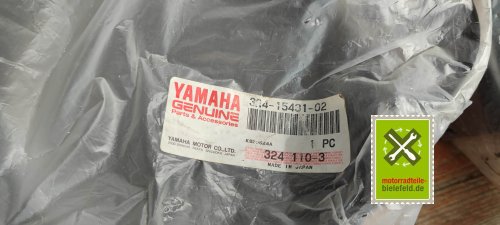 YAMAHA
GENUINE
Parts & Accessories
3G4-15431-02
YAMAHA MOTOR CO.,LTD.
1 PC
324 110-3
MADE IN JAPAN
motorradteile
bielefeld.de